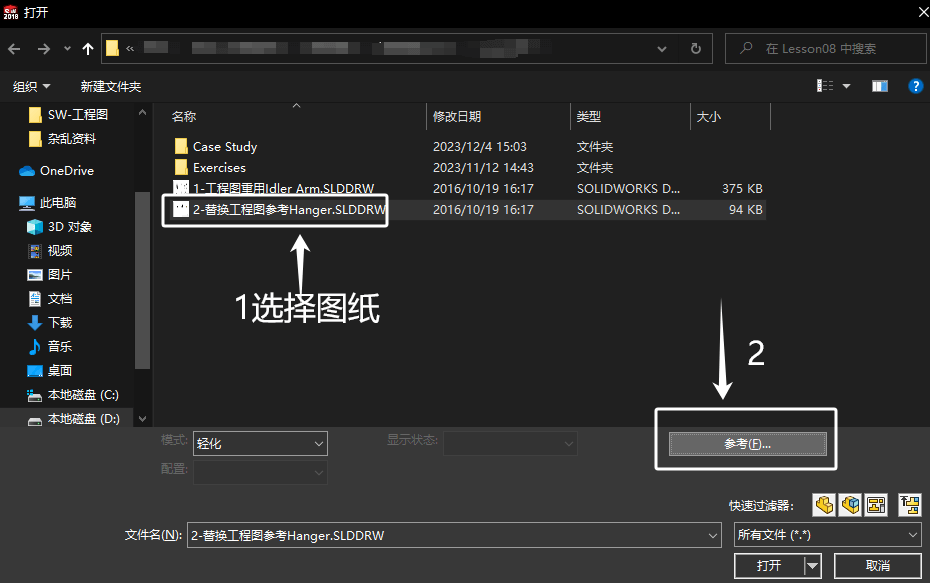 2018 打开
在 Lesson08 中搜索
组织 新建文件夹
SW-工程图
杂乱资料
OneDrive
此电脑
3D 对象
视频
图片
文档
下载
音乐
桌面
本地磁盘 (C:)
本地磁盘 (D:)
名称 修改日期 类型 大小
Case Study 2023/12/4 15:03 文件夹
Exercises 2023/11/12 14:43 文件夹
1-工程图重用Idler Arm.SLDDRW 2016/10/19 16:17 SOLIDWORKS D... 375 KB
2-替换工程图参考Hanger.SLDDRW 2016/10/19 16:17 SOLIDWORKS D... 94 KB
1选择图纸
2
模式: 轻化 显示状态: 参考(F)...
配置:
快速过滤器:
文件名(N): 2-替换工程图参考Hanger.SLDDRW 所有文件 (*.*)
打开 取消